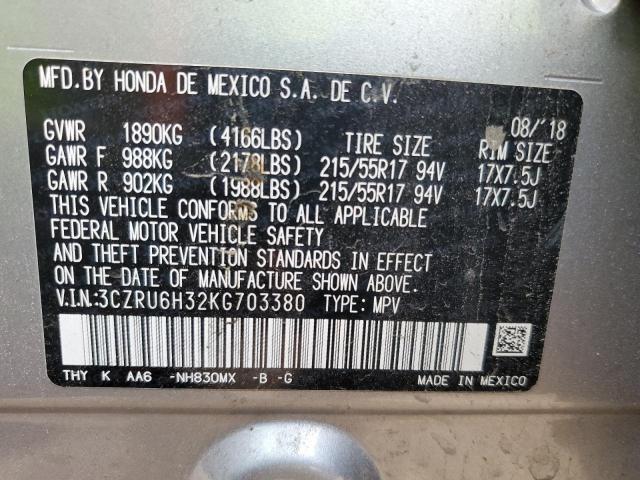 MFD.BY HONDA DE MEXICO S.A. DE C.V.
08/'18
GVWR 1890KG (4166LBS) TIRE SIZE RIM SIZE
GAWR F 988KG (2178LBS) 215/55R17 94V 17X7.5J
GAWR R 902KG (1988LBS) 215/55R17 94V 17X7.5J
THIS VEHICLE CONFORMS TO ALL APPLICABLE
FEDERAL MOTOR VEHICLE SAFETY
AND THEFT PREVENTION STANDARDS IN EFFECT
ON THE DATE OF MANUFACTURE SHOWN ABOVE.
V.I.N:3CZRU6H32KG703380 TYPE: MPV
THY K AA6 -NH830MX -B -G MADE IN MEXICO